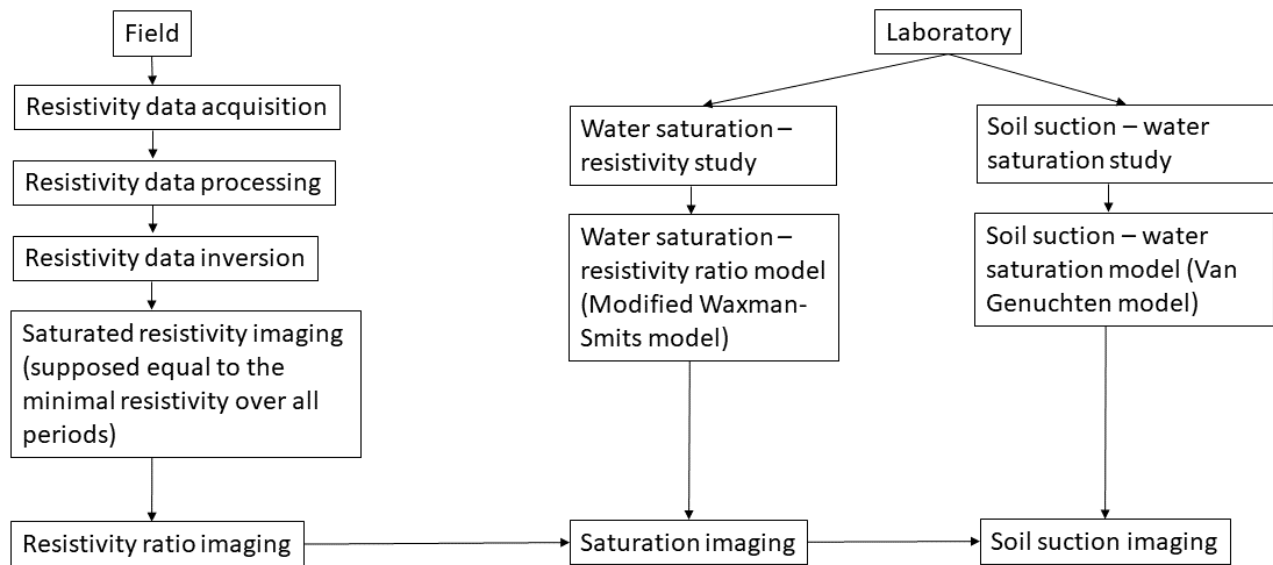 Field
Resistivity data acquisition
Resistivity data processing
Resistivity data inversion
Saturated resistivity imaging
(supposed equal to the
minimal resistivity over all
periods)
Resistivity ratio imaging
Laboratory
Water saturation –
resistivity study
Water saturation –
resistivity ratio model
(Modified Waxman-
Smits model)
Saturation imaging
Soil suction – water
saturation study
Soil suction – water
saturation model (Van
Genuchten model)
Soil suction imaging